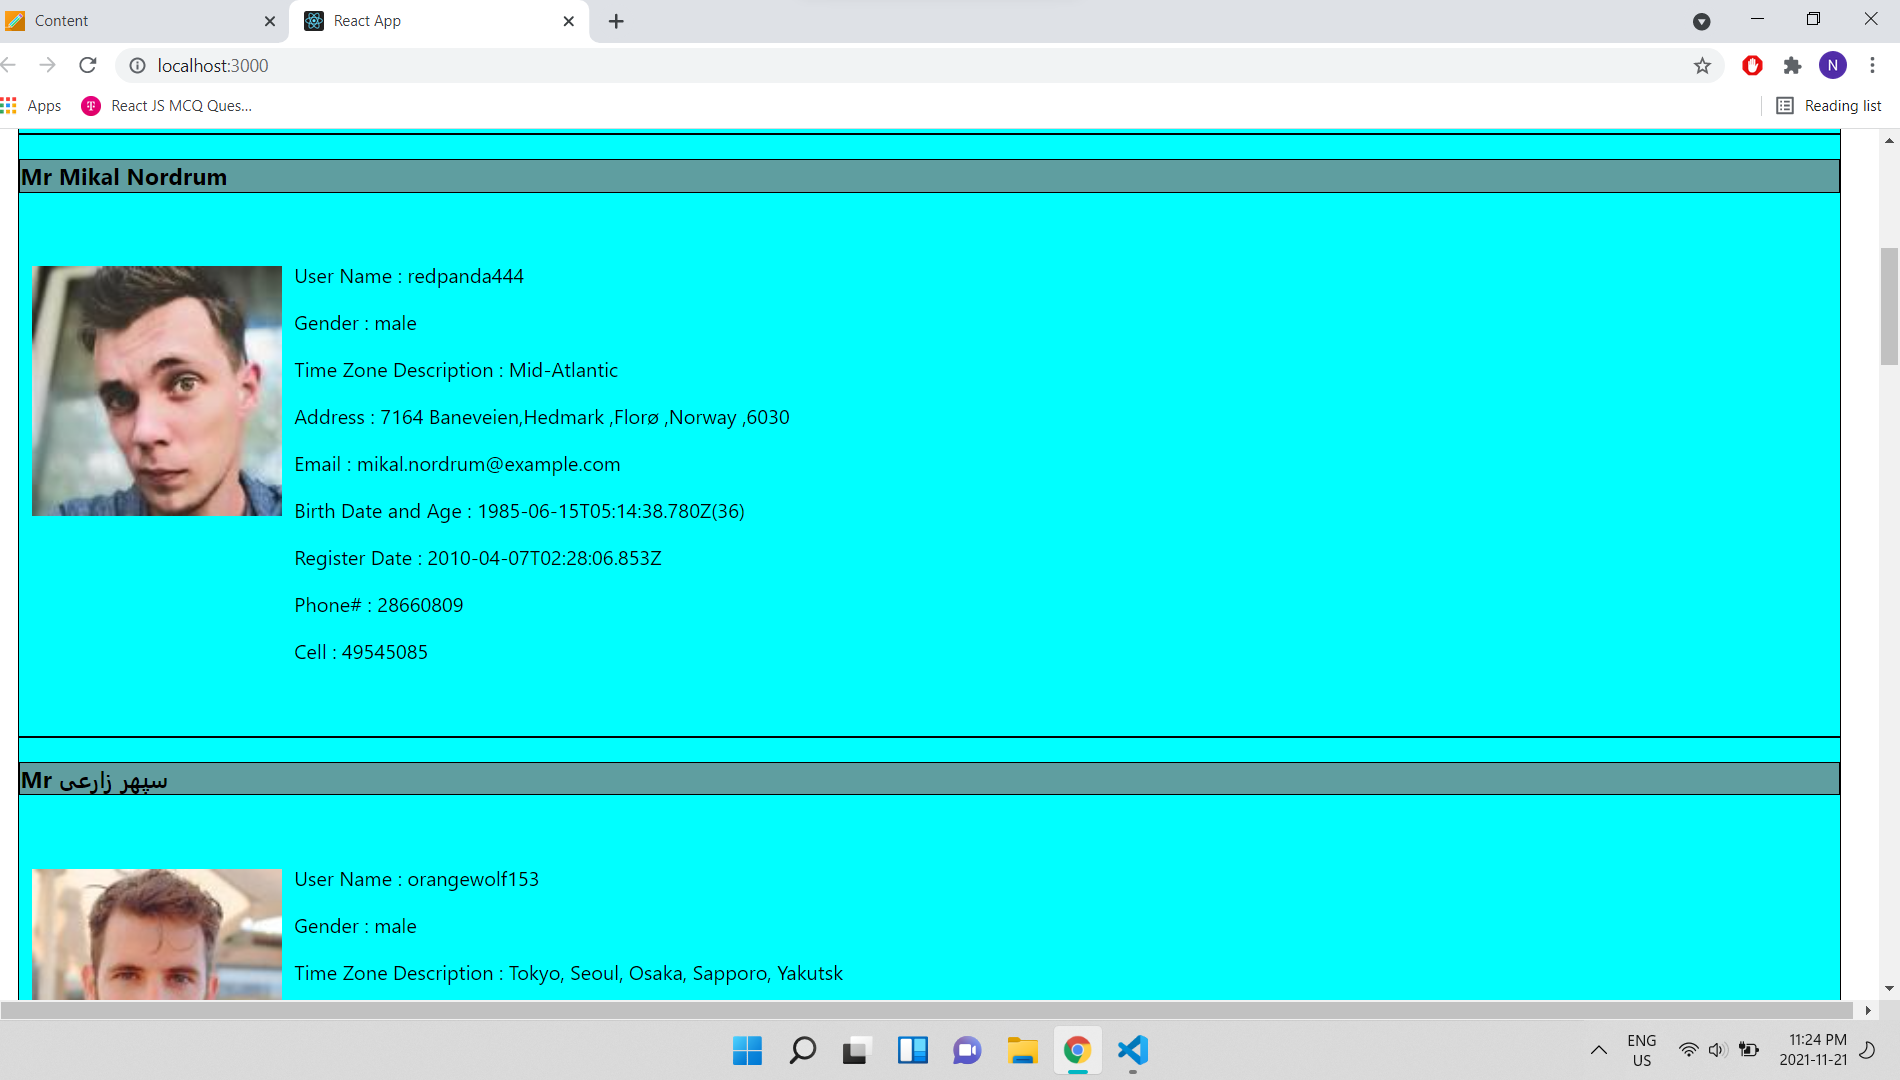 Content
React App
localhost:3000
N
Apps
React JS MCQ Ques...
Reading list
Mr Mikal Nordrum
User Name : redpanda444
Gender : male
Time Zone Description : Mid-Atlantic
Address : 7164 Baneveien,Hedmark ,Florø ,Norway ,6030
Email : mikal.nordrum@example.com
Birth Date and Age : 1985-06-15T05:14:38.780Z(36)
Register Date : 2010-04-07T02:28:06.853Z
Phone# : 28660809
Cell : 49545085
Mr سپهر زارعی
User Name : orangewolf153
Gender : male
Time Zone Description : Tokyo, Seoul, Osaka, Sapporo, Yakutsk
ENG
US
11:24 PM
2021-11-21